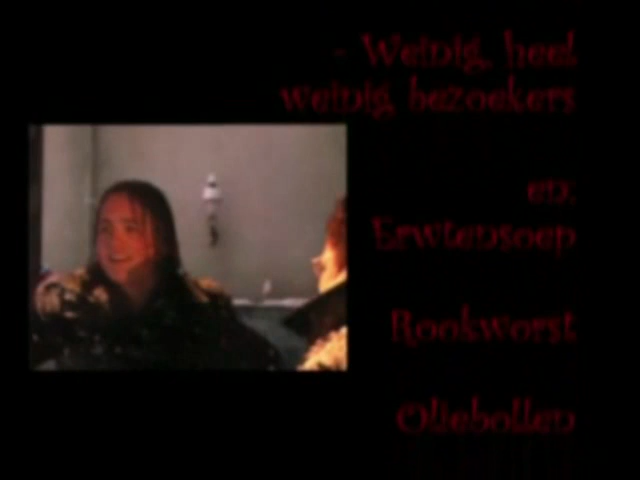 - Weinig, heel
weinig bezoekers
en:
Erwtensoep
Rookworst
Oliebollen